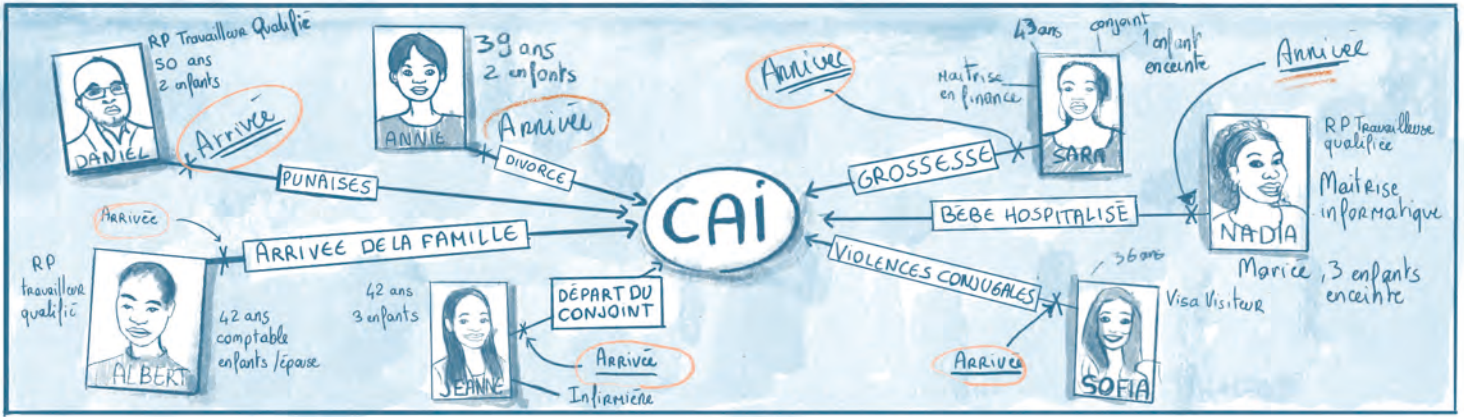 RP Travailleur Qualifié
50 ans
2 enfants
DANIEL
Arrivée
PUNAISES
39 ans
2 enfants
ANNIE
Arrivée
DIVORCE
ARRIVÉE
ARRIVEE DE LA FAMILLE
RP
travailleur
qualifié
ALBERT
42 ans
comptable
enfants / épouse
42 ans
3 enfants
JEANNE
DÉPART DU
CONJOINT
ARRIVÉE
Infirmière
CAI
Arrivée
43 ans
conjoint
1 enfant
enceinte
Maitrise
en finance
SARA
GROSSESSE
Arrivée
RP Travailleuse
qualifiée
Maitrise
informatique
NADIA
Mariée, 3 enfants
enceinte
BEBE HOSPITALISÉ
VIOLENCES CONJUGALES
36 ans
Visa Visiteur
SOFIA
ARRIVÉE